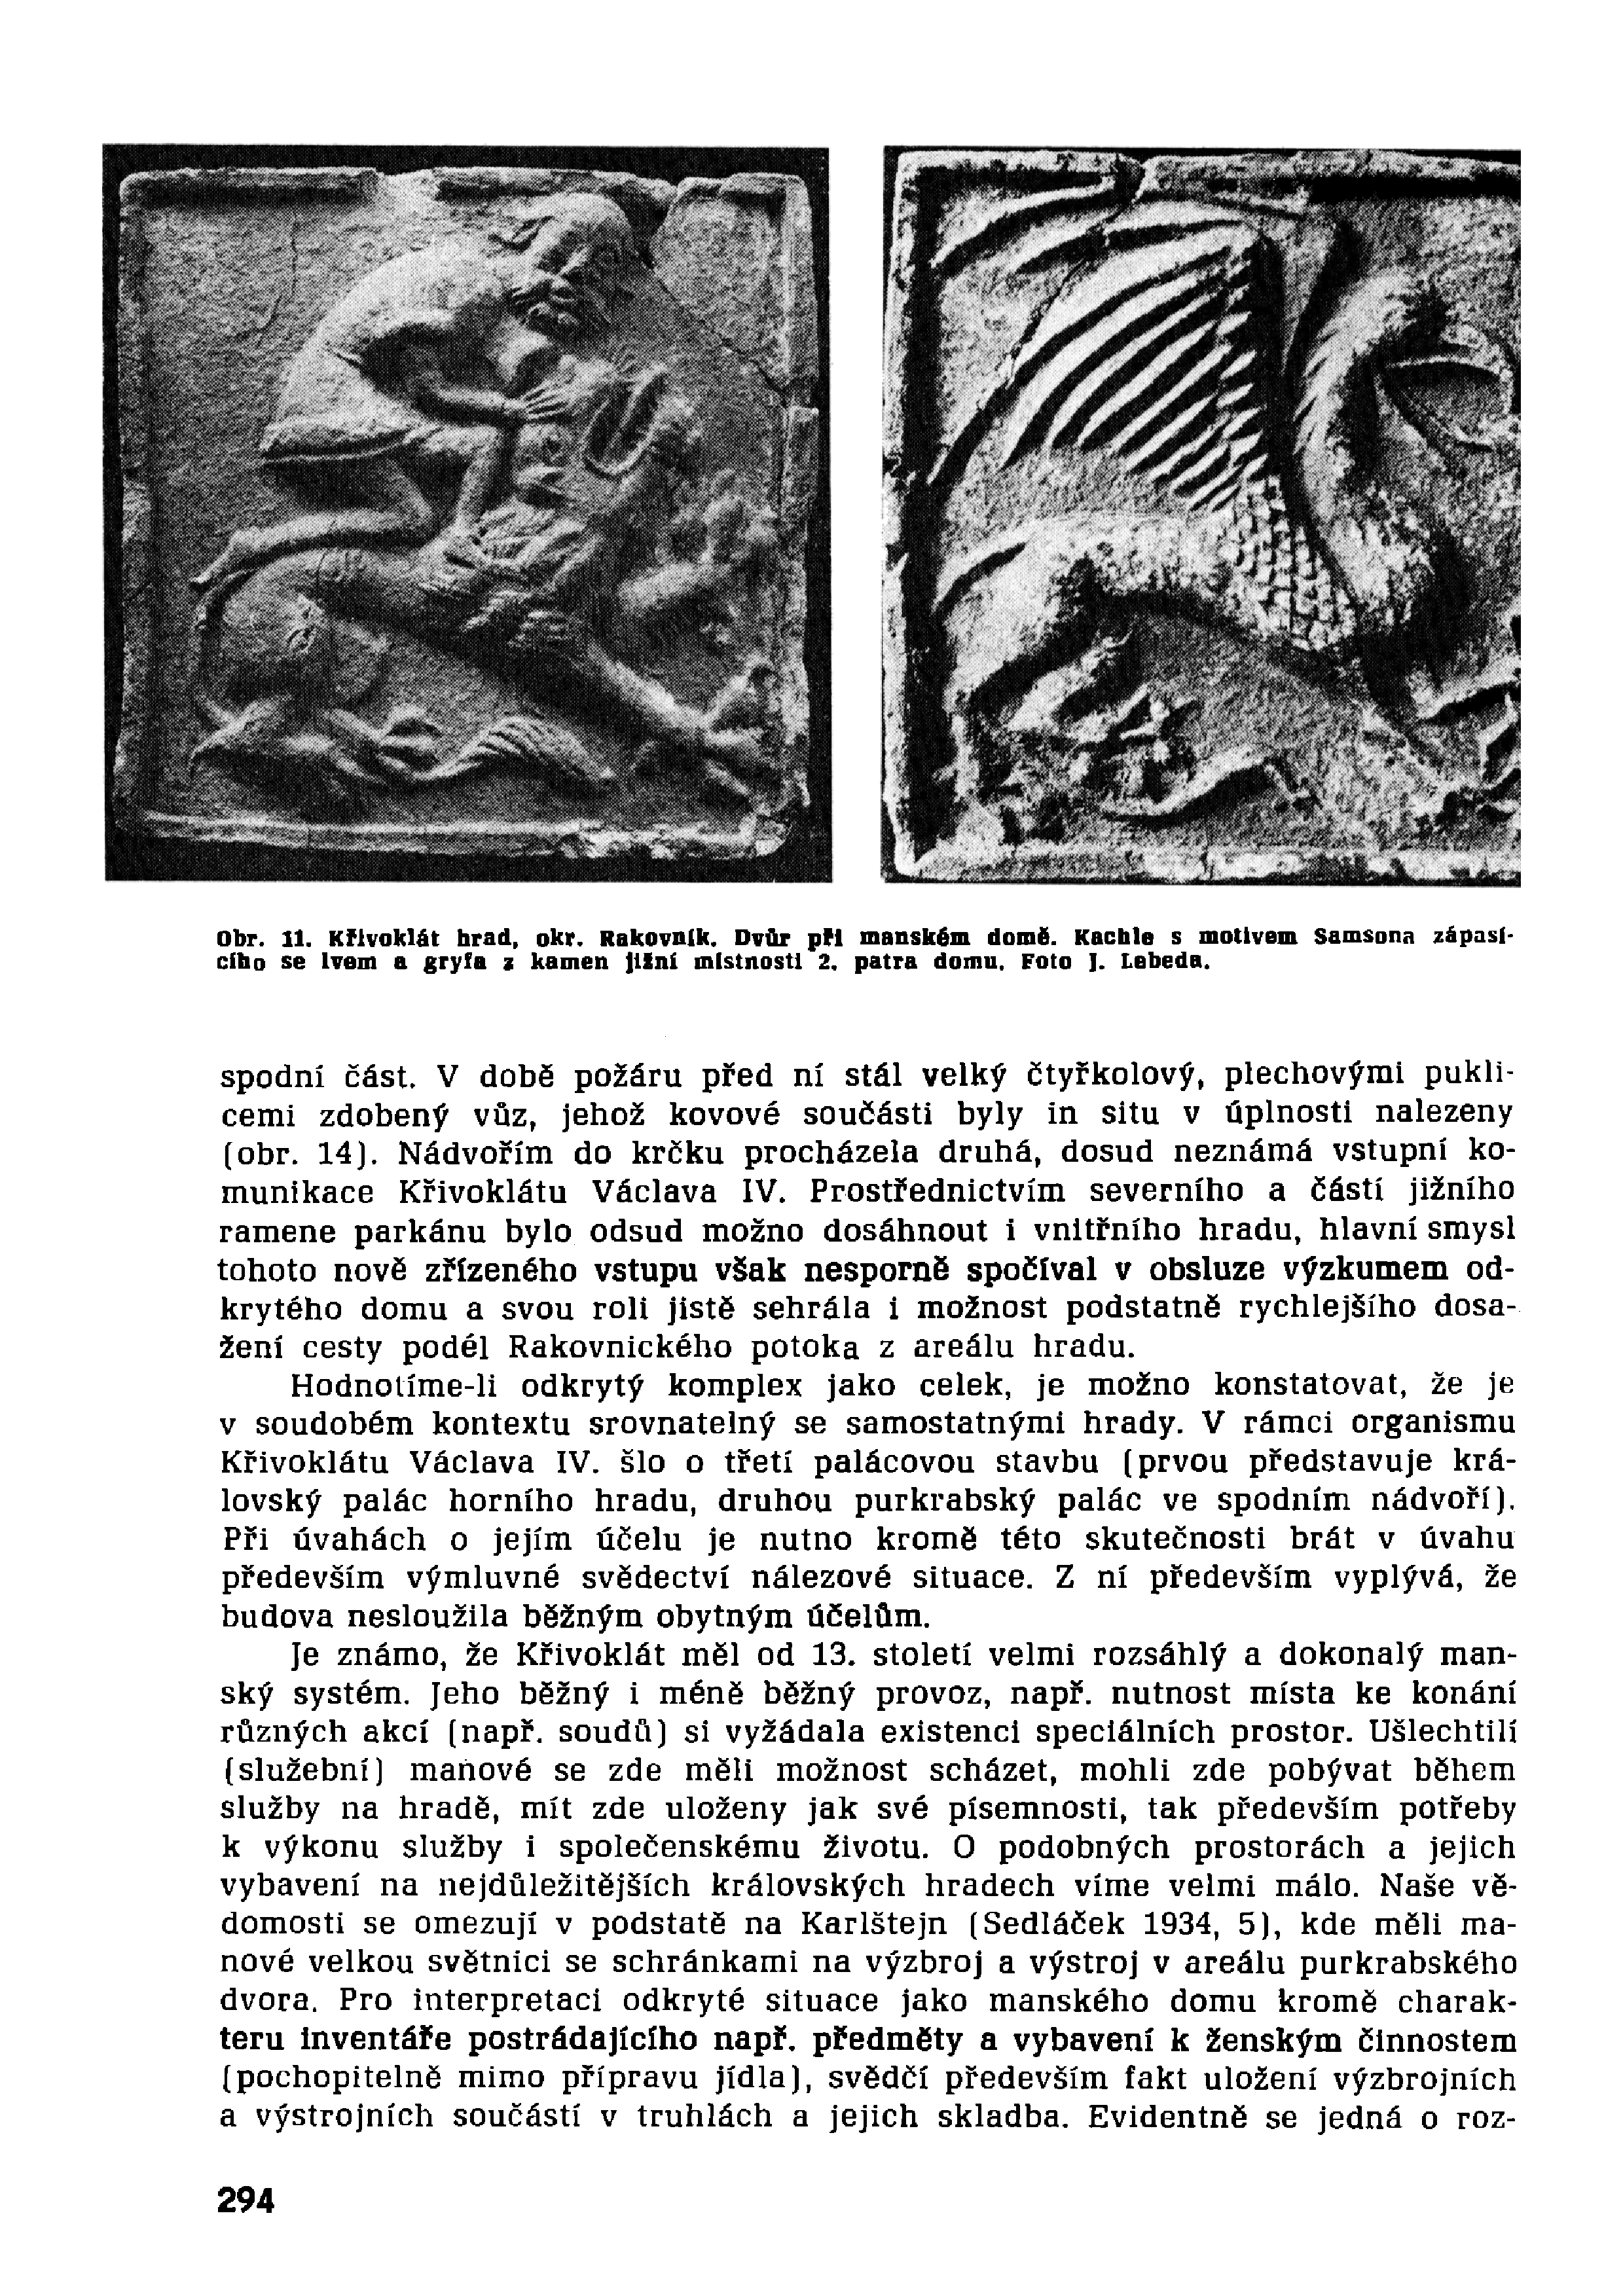 Obr. 11. Křivoklát hrad, okr. Rakovník. Dvůr při manském domě. Kachle s motivem Samsona zápasí-
cího se lvem a gryfa z kamen jižní místnosti 2. patra domu. Foto J. Lebeda.
spodní část. V době požáru před ní stál velký čtyřkolový, plechovými pukli-
cemi zdobený vůz, jehož kovové součásti byly in situ v úplnosti nalezeny
(obr. 14). Nádvořím do krčku procházela druhá, dosud neznámá vstupní ko-
munikace Křivoklátu Václava IV. Prostřednictvím severního a částí jižního
ramene parkánu bylo odsud možno dosáhnout i vnitřního hradu, hlavní smysl
tohoto nově zřízeného vstupu však nesporně spočíval v obsluze výzkumem od-
krytého domu a svou roli jistě sehrála i možnost podstatně rychlejšího dosa-
žení cesty podél Rakovnického potoka z areálu hradu.
Hodnotíme-li odkrytý komplex jako celek, je možno konstatovat, že je
v soudobém kontextu srovnatelný se samostatnými hrady. V rámci organismu
Křivoklátu Václava IV. šlo o třetí palácovou stavbu (prvou představuje krá-
lovský palác horního hradu, druhou purkrabský palác ve spodním nádvoří).
Při úvahách o jejím účelu je nutno kromě této skutečnosti brát v úvahu
především výmluvné svědectví nálezové situace. Z ní především vyplývá, že
budova nesloužila běžným obytným účelům.
Je známo, že Křivoklát měl od 13. století velmi rozsáhlý a dokonalý man-
ský systém. Jeho běžný i méně běžný provoz, např. nutnost místa ke konání
různých akcí (např. soudů) si vyžádala existenci speciálních prostor. Ušlechtilí
(služební) manové se zde měli možnost scházet, mohli zde pobývat během
služby na hradě, mít zde uloženy jak své písemnosti, tak především potřeby
k výkonu služby i společenskému životu. O podobných prostorách a jejich
vybavení na nejdůležitějších královských hradech víme velmi málo. Naše vě-
domosti se omezují v podstatě na Karlštejn (Sedláček 1934, 5), kde měli ma-
nové velkou světnici se schránkami na výzbroj a výstroj v areálu purkrabského
dvora. Pro interpretaci odkryté situace jako manského domu kromě charak-
teru inventáře postrádajícího např. předměty a vybavení k ženským činnostem
(pochopitelně mimo přípravu jídla), svědčí především fakt uložení výzbrojních
a výstrojních součástí v truhlách a jejich skladba. Evidentně se jedná o roz-
294